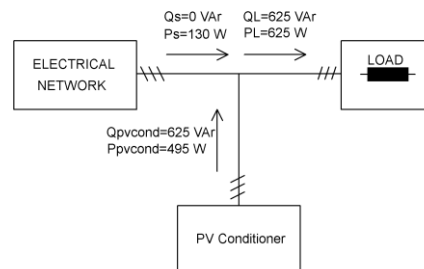 Qs=0 VAr
Ps=130 W
QL=625 VAr
PL=625 W
ELECTRICAL
NETWORK
LOAD
Qpvcond=625 VAr
Ppvcond=495 W
PV Conditioner